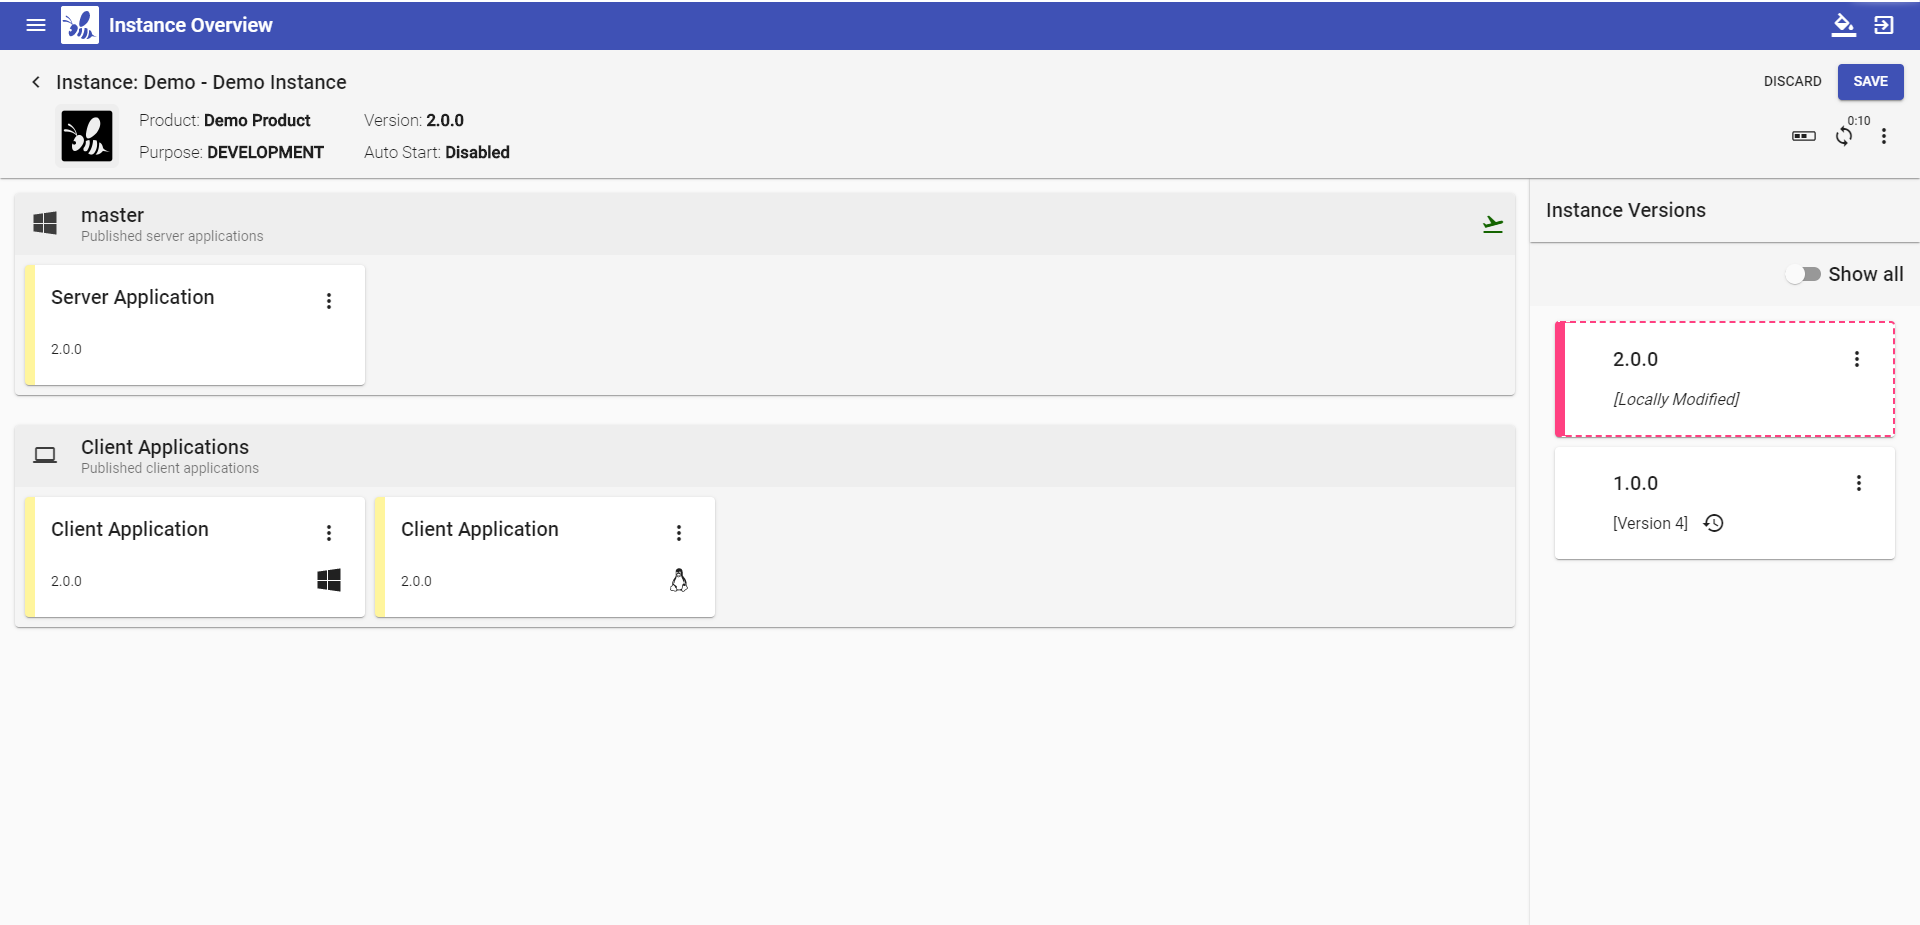 Instance Overview
Instance: Demo - Demo Instance
DISCARD
SAVE
Product: Demo Product
Version: 2.0.0
0:10
Purpose: DEVELOPMENT
Auto Start: Disabled
master
Published server applications
Server Application
2.0.0
Client Applications
Published client applications
Client Application
2.0.0
Client Application
2.0.0
Instance Versions
Show all
2.0.0
[Locally Modified]
1.0.0
[Version 4]